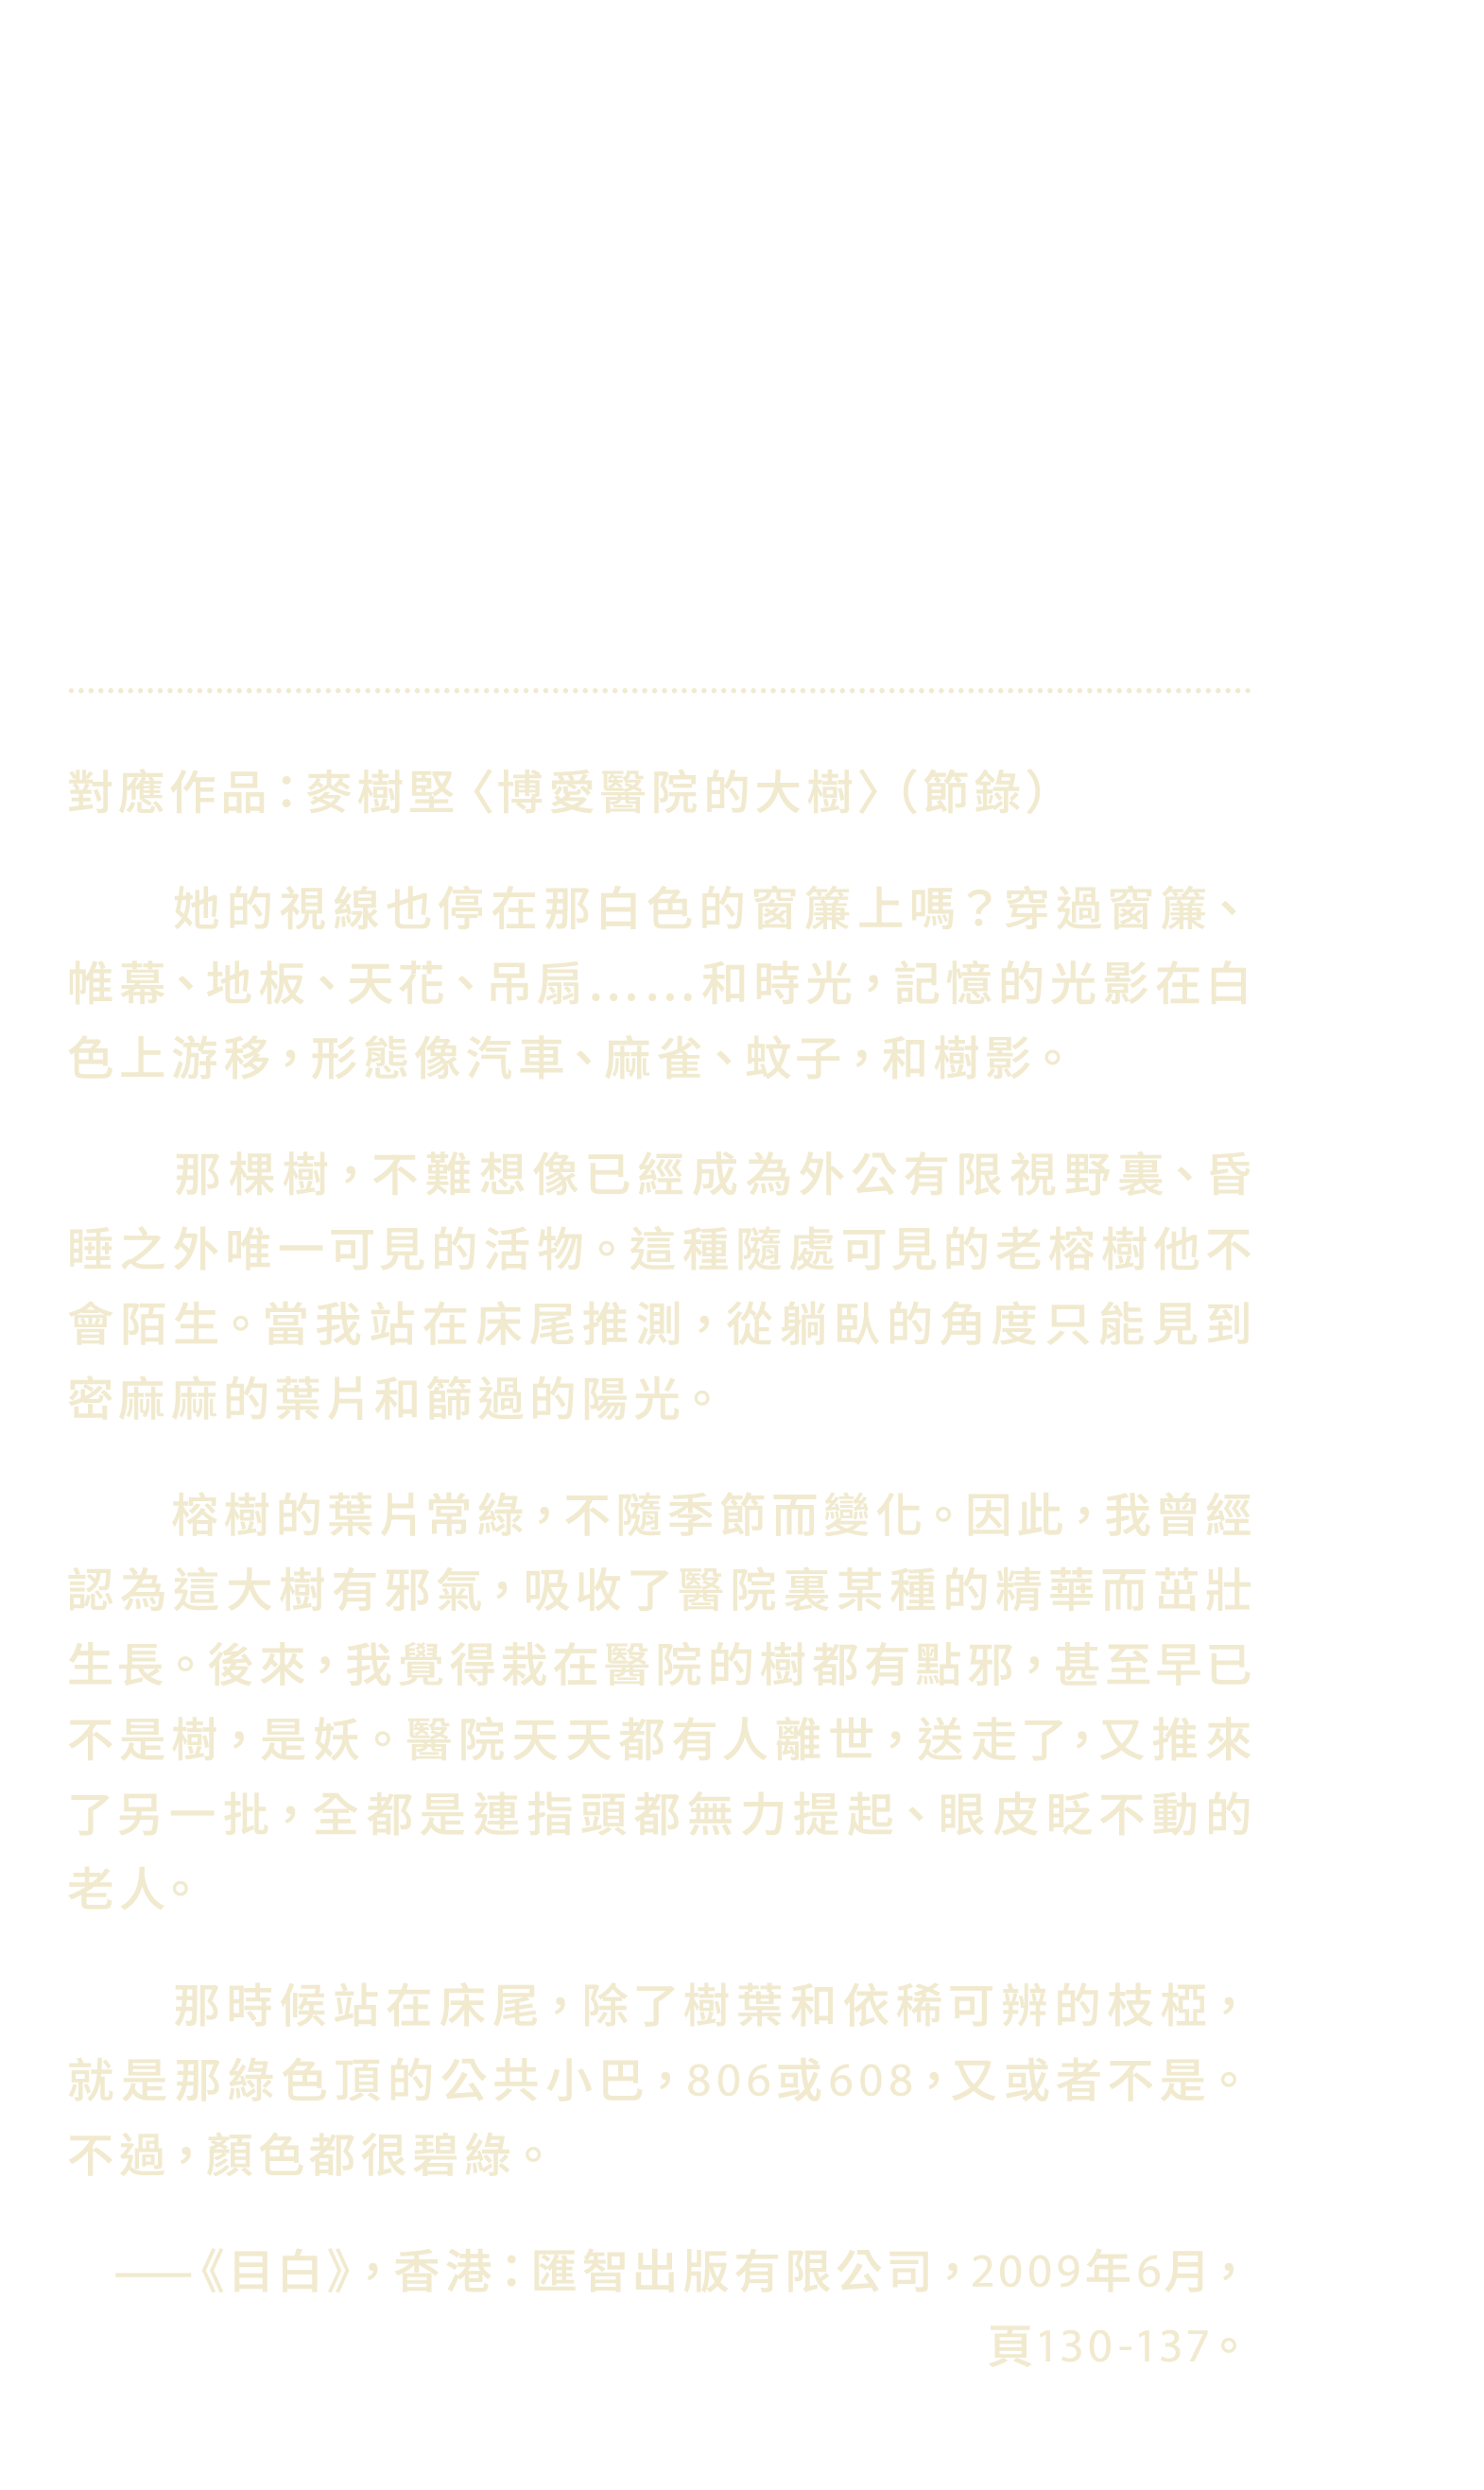 對應作品：麥樹堅〈博愛醫院的大樹〉（節錄）
她的視線也停在那白色的窗簾上嗎？穿過窗簾、
帷幕、地板、天花、吊扇……和時光，記憶的光影在白
色上游移，形態像汽車、麻雀、蚊子，和樹影。
那棵樹，不難想像已經成為外公有限視野裏、昏
睡之外唯一可見的活物。這種隨處可見的老榕樹他不
會陌生。當我站在床尾推測，從躺臥的角度只能見到
密麻麻的葉片和篩過的陽光。
榕樹的葉片常綠，不隨季節而變化。因此，我曾經
認為這大樹有邪氣，吸收了醫院裏某種的精華而茁壯
生長。後來，我覺得栽在醫院的樹都有點邪，甚至早已
不是樹，是妖。醫院天天都有人離世，送走了，又推來
了另一批，全都是連指頭都無力提起、眼皮眨不動的
老人。
那時候站在床尾，除了樹葉和依稀可辨的枝椏，
就是那綠色頂的公共小巴，806或608，又或者不是。
不過，顏色都很墨綠。
——《目白》，香港：匯智出版有限公司，2009年6月，
頁130-137。